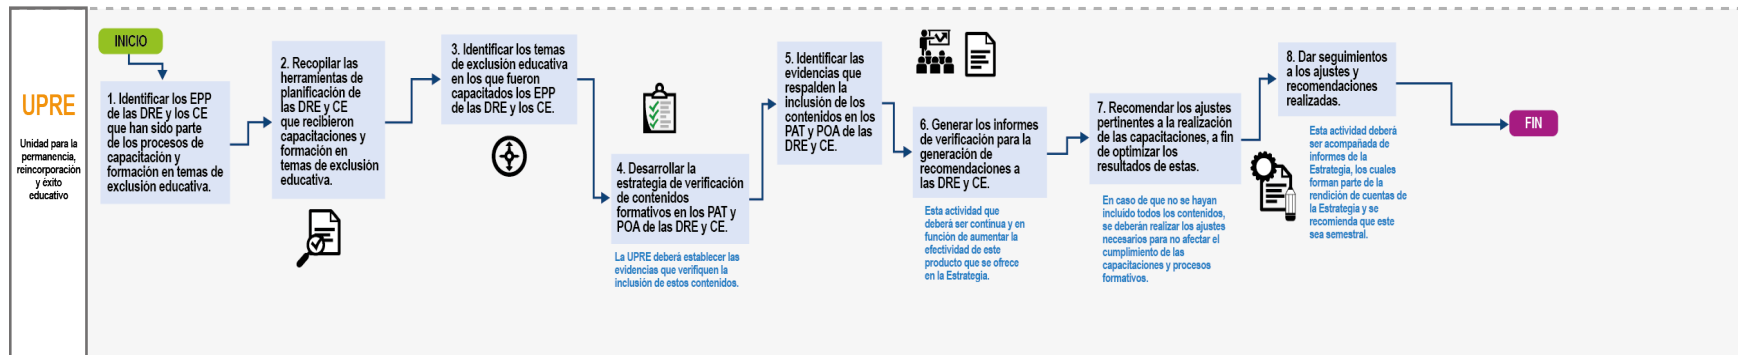 UPRE
Unidad para la
permanencia,
reincorporación
y éxito
educativo
INICIO
1. Identificar los EPP
de las DRE y los CE
que han sido parte
de los procesos de
capacitación y
formación en temas de
exclusión educativa.
2. Recopilar las
herramientas de
planificación de
las DRE y CE
que recibieron
capacitaciones y
formación en
temas de exclusión
educativa.
3. Identificar los temas
de exclusión educativa
en los que fueron
capacitados los EPP
de las DRE y los CE.
4. Desarrollar la
estrategia de verificación
de contenidos
formativos en los PAT y
POA de las DRE y CE.
La UPRE deberá establecer las
evidencias que verifiquen la
inclusión de estos contenidos.
5. Identificar las
evidencias que
respalden la
inclusión de los
contenidos en los
PAT y POA de las
DRE y CE.
6. Generar los informes
de verificación para la
generación de
recomendaciones a
las DRE y CE.
Esta actividad que
deberá ser continua y en
función de aumentar la
efectividad de este
producto que se ofrece
en la Estrategia.
7. Recomendar los ajustes
pertinentes a la realización
de las capacitaciones, a fin
de optimizar los
resultados de estas.
En caso de que no se hayan
incluido todos los contenidos,
se deberán realizar los ajustes
necesarios para no afectar el
cumplimiento de las
capacitaciones y procesos
formativos.
8. Dar seguimientos
a los ajustes y
recomendaciones
realizadas.
Esta actividad deberá
ser acompañada de
informes de la
Estrategia, los cuales
forman parte de la
rendición de cuentas de
la Estrategia y se
recomienda que este
sea semestral.
FIN